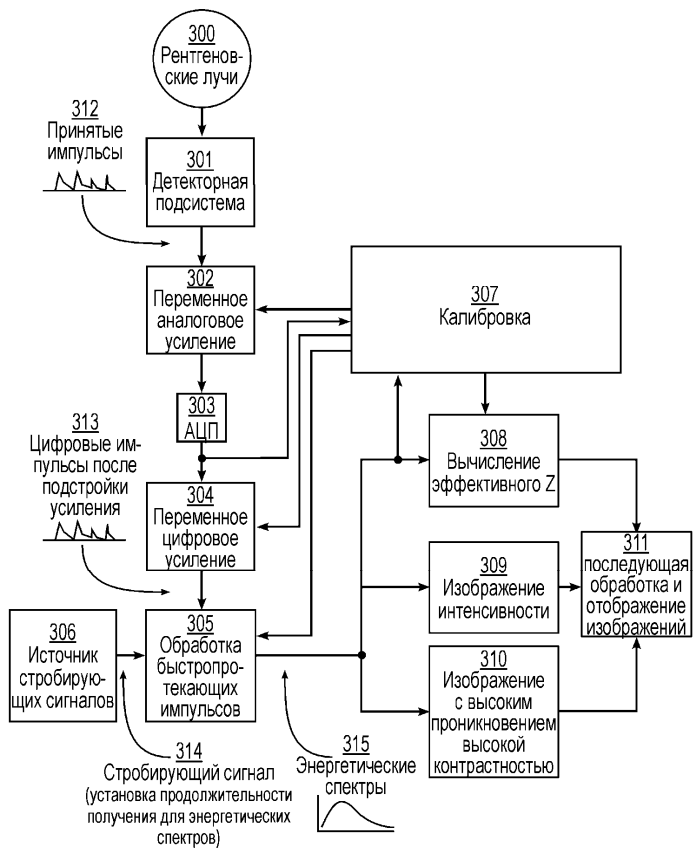 300
Рентгенов-
ские лучи
312
Принятые
импульсы
301
Детекторная
подсистема
302
Переменное
аналоговое
усиление
307
Калибровка
303
АЦП
313
Цифровые им-
пульсы после
подстройки
усиления
304
Переменное
цифровое
усиление
308
Вычисление
эффективного Z
309
Изображение
интенсивности
311
последующая
обработка и
отображение
изображений
306
Источник
стробирую-
щих сигналов
305
Обработка
быстропро-
текающих
импульсов
310
Изображение
с высоким
проникновением
высокой
контрастностью
314
Стробирующий сигнал
(установка продолжительности
получения для энергетических
спектров)
315
Энергетические
спектры